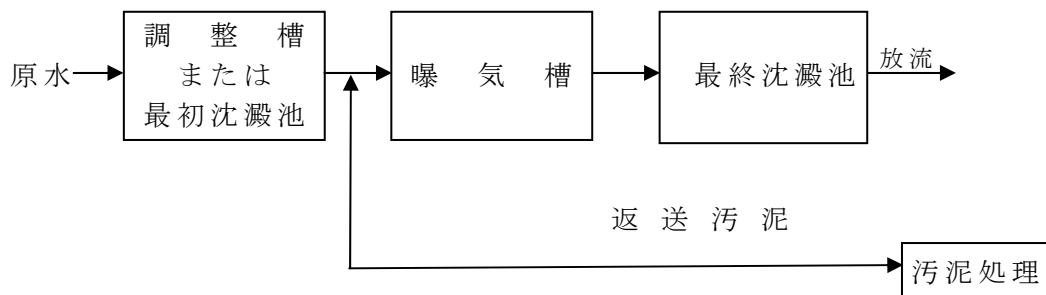 原水
調整槽
または
最初沈澱池
曝気槽
最終沈澱池
放流
返送汚泥
汚泥処理